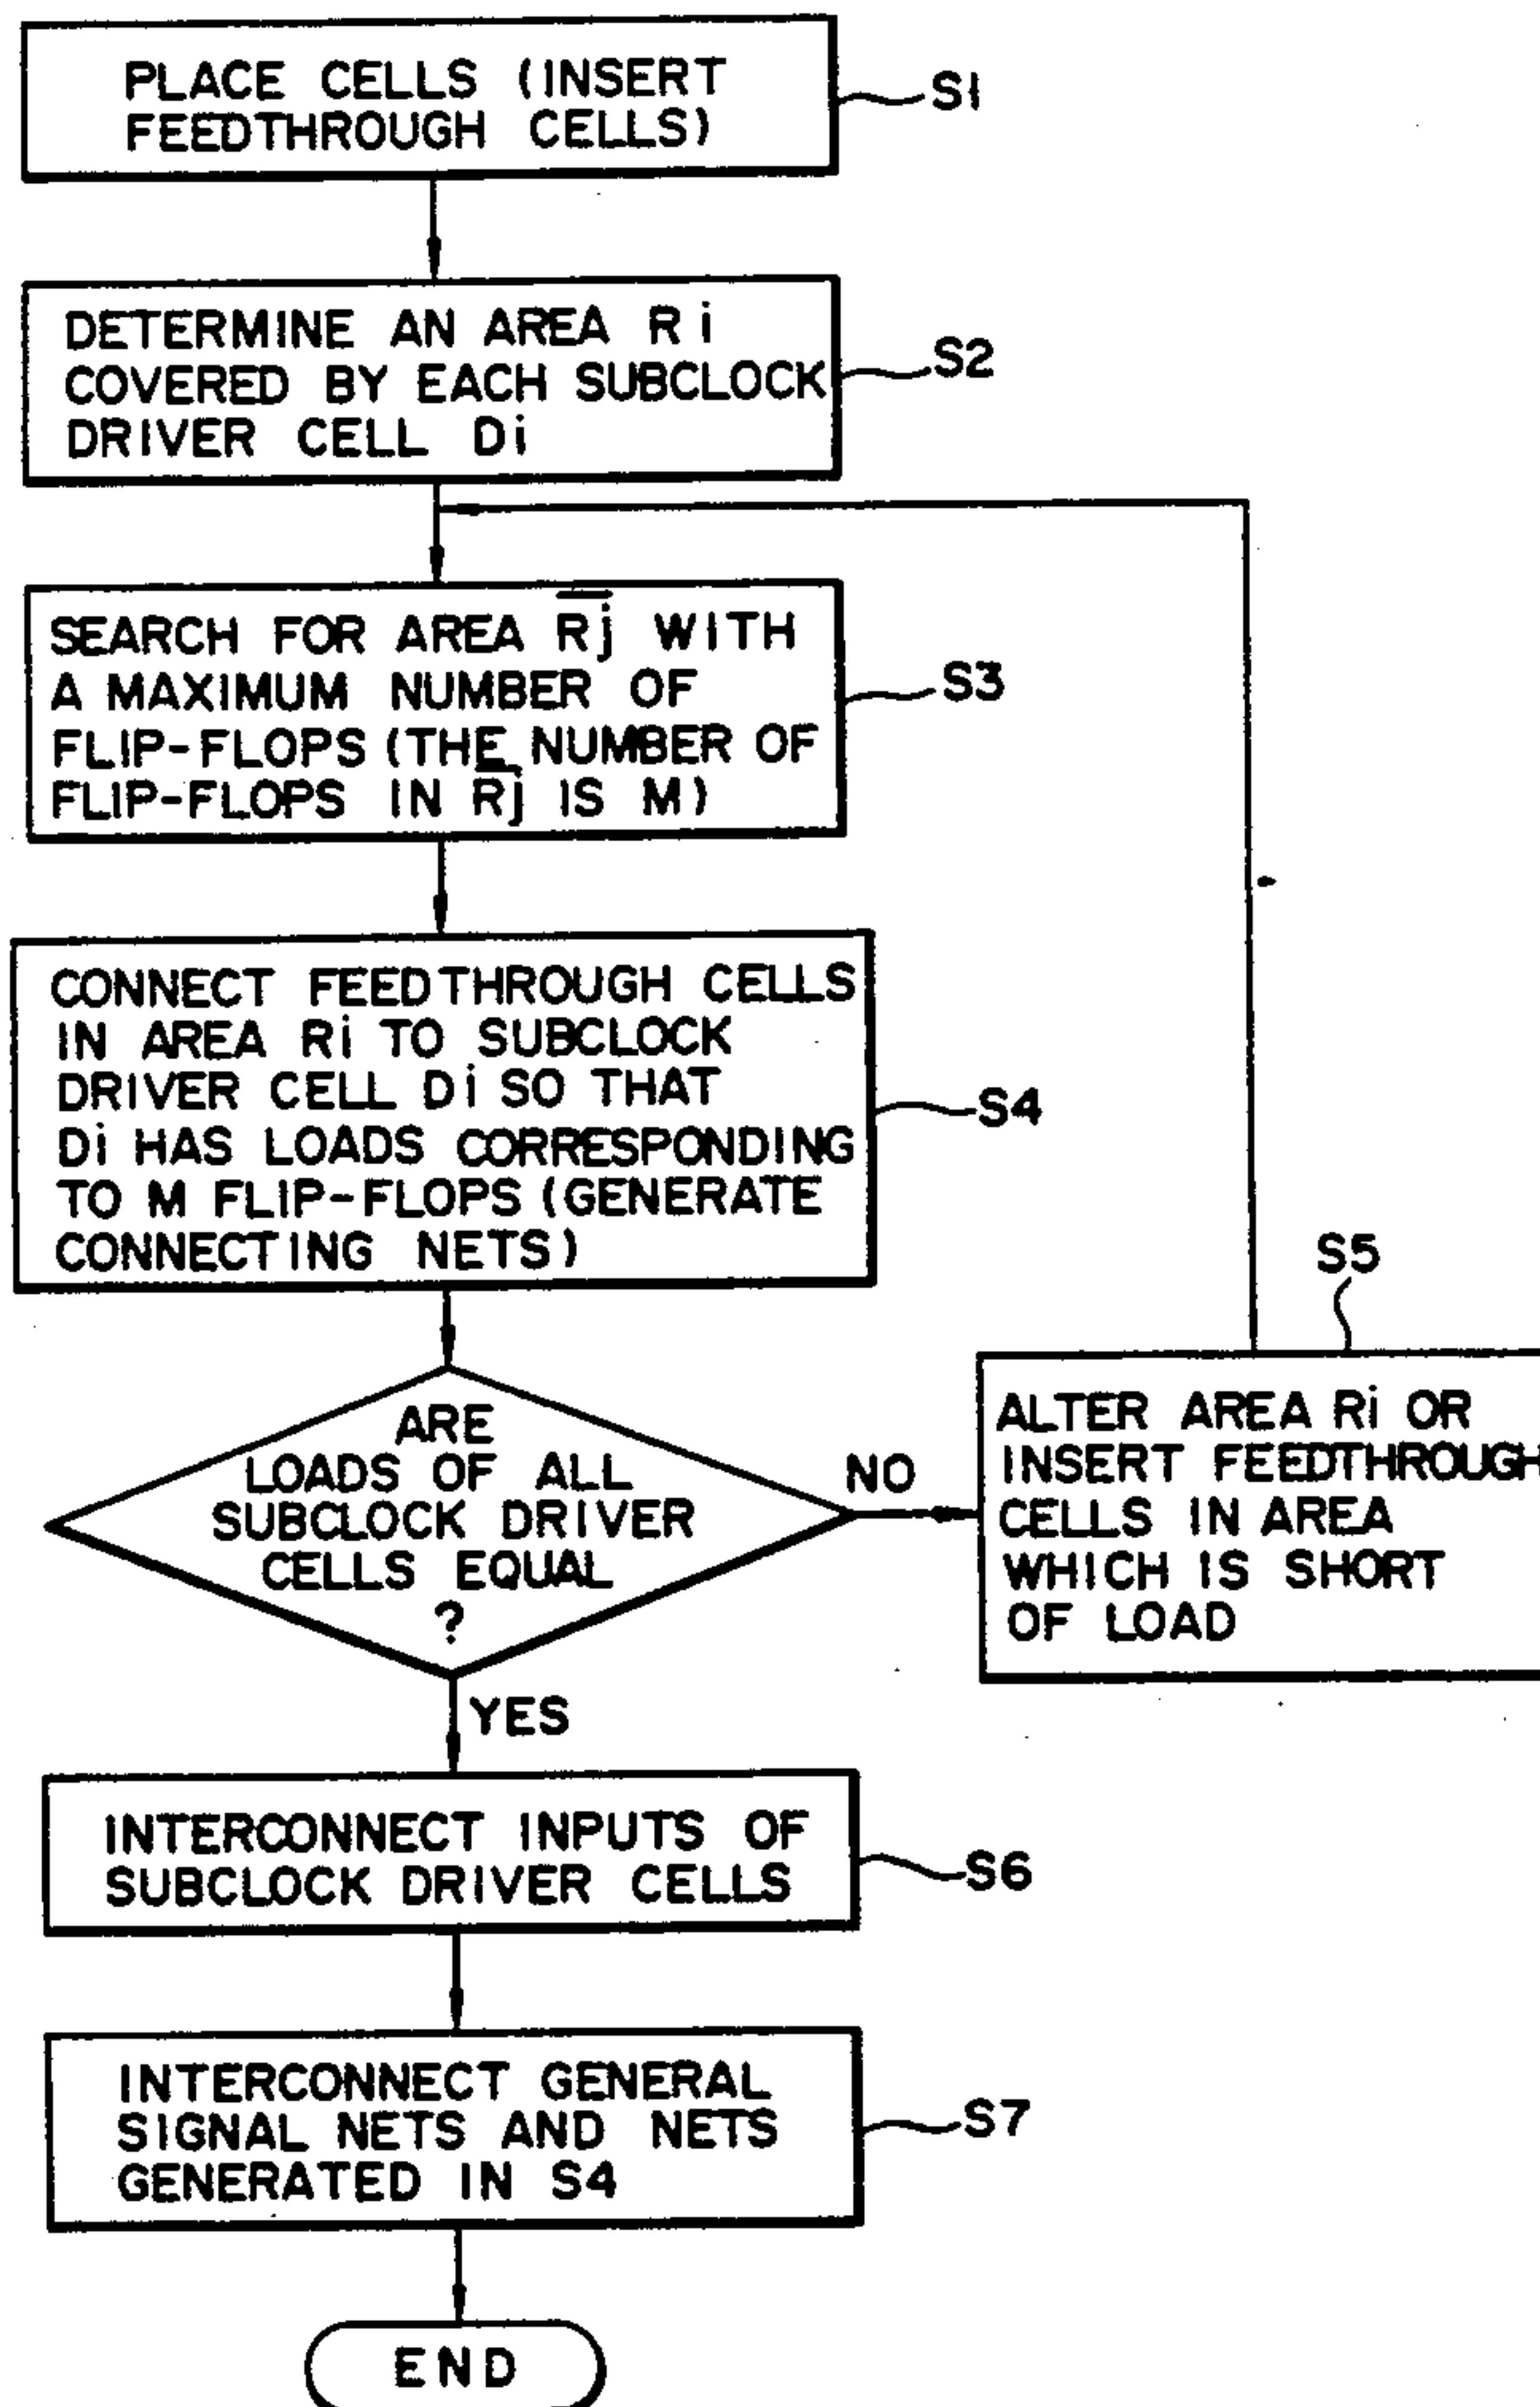 PLACE CELLS (INSERT
FEEDTHROUGH CELLS)
S1
DETERMINE AN AREA Ri
COVERED BY EACH SUBCLOCK
DRIVER CELL Di
S2
SEARCH FOR AREA R̅j̅ WITH
A MAXIMUM NUMBER OF
FLIP-FLOPS (THE NUMBER OF
FLIP-FLOPS IN R̅j̅ IS M)
S3
CONNECT FEEDTHROUGH CELLS
IN AREA Ri TO SUBCLOCK
DRIVER CELL Di SO THAT
Di HAS LOADS CORRESPONDING
TO M FLIP-FLOPS (GENERATE
CONNECTING NETS)
S4
ARE
LOADS OF ALL
SUBCLOCK DRIVER
CELLS EQUAL
?
NO
S5
ALTER AREA Ri OR
INSERT FEEDTHROUGH
CELLS IN AREA
WHICH IS SHORT
OF LOAD
YES
INTERCONNECT INPUTS OF
SUBCLOCK DRIVER CELLS
S6
INTERCONNECT GENERAL
SIGNAL NETS AND NETS
GENERATED IN S4
S7
END